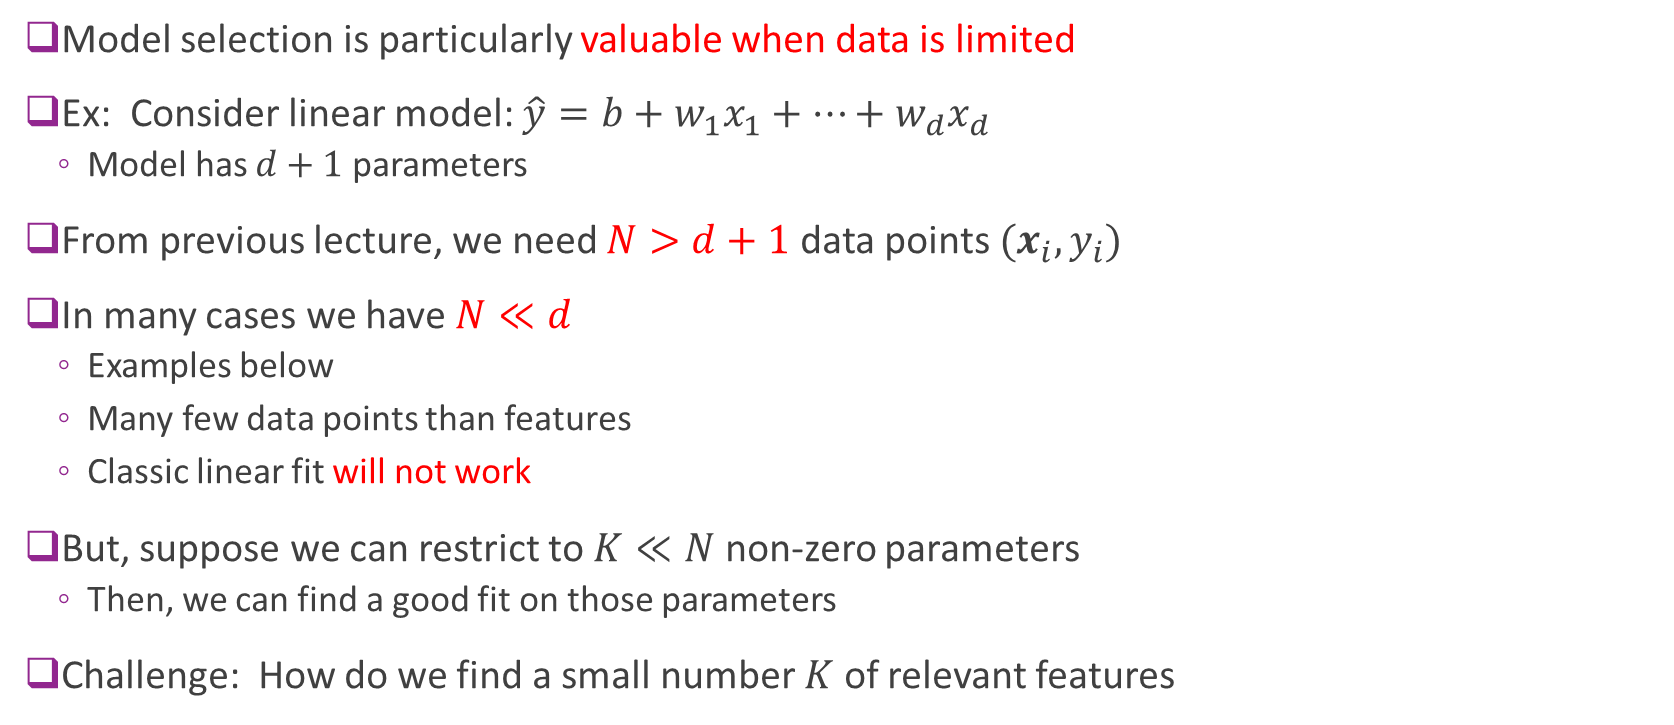 ❑Model selection is particularly valuable when data is limited
❑Ex: Consider linear model: ŷ = b + w₁x₁ + ⋯ + w_d x_d
◦ Model has d + 1 parameters
❑From previous lecture, we need N > d + 1 data points (𝒙ᵢ, yᵢ)
❑In many cases we have N ≪ d
◦ Examples below
◦ Many few data points than features
◦ Classic linear fit will not work
❑But, suppose we can restrict to K ≪ N non-zero parameters
◦ Then, we can find a good fit on those parameters
❑Challenge: How do we find a small number K of relevant features